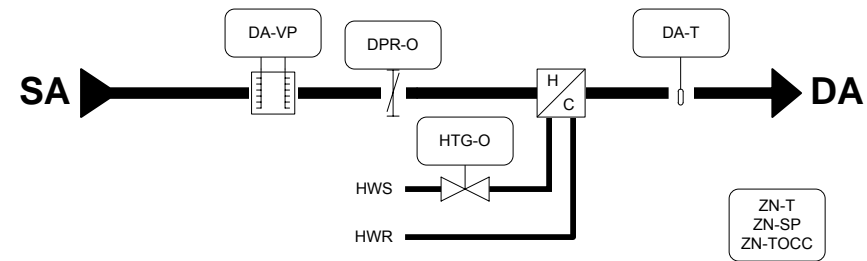 DA-VP
DPR-O
DA-T
SA
H
C
DA
HTG-O
HWS
HWR
ZN-T
ZN-SP
ZN-TOCC